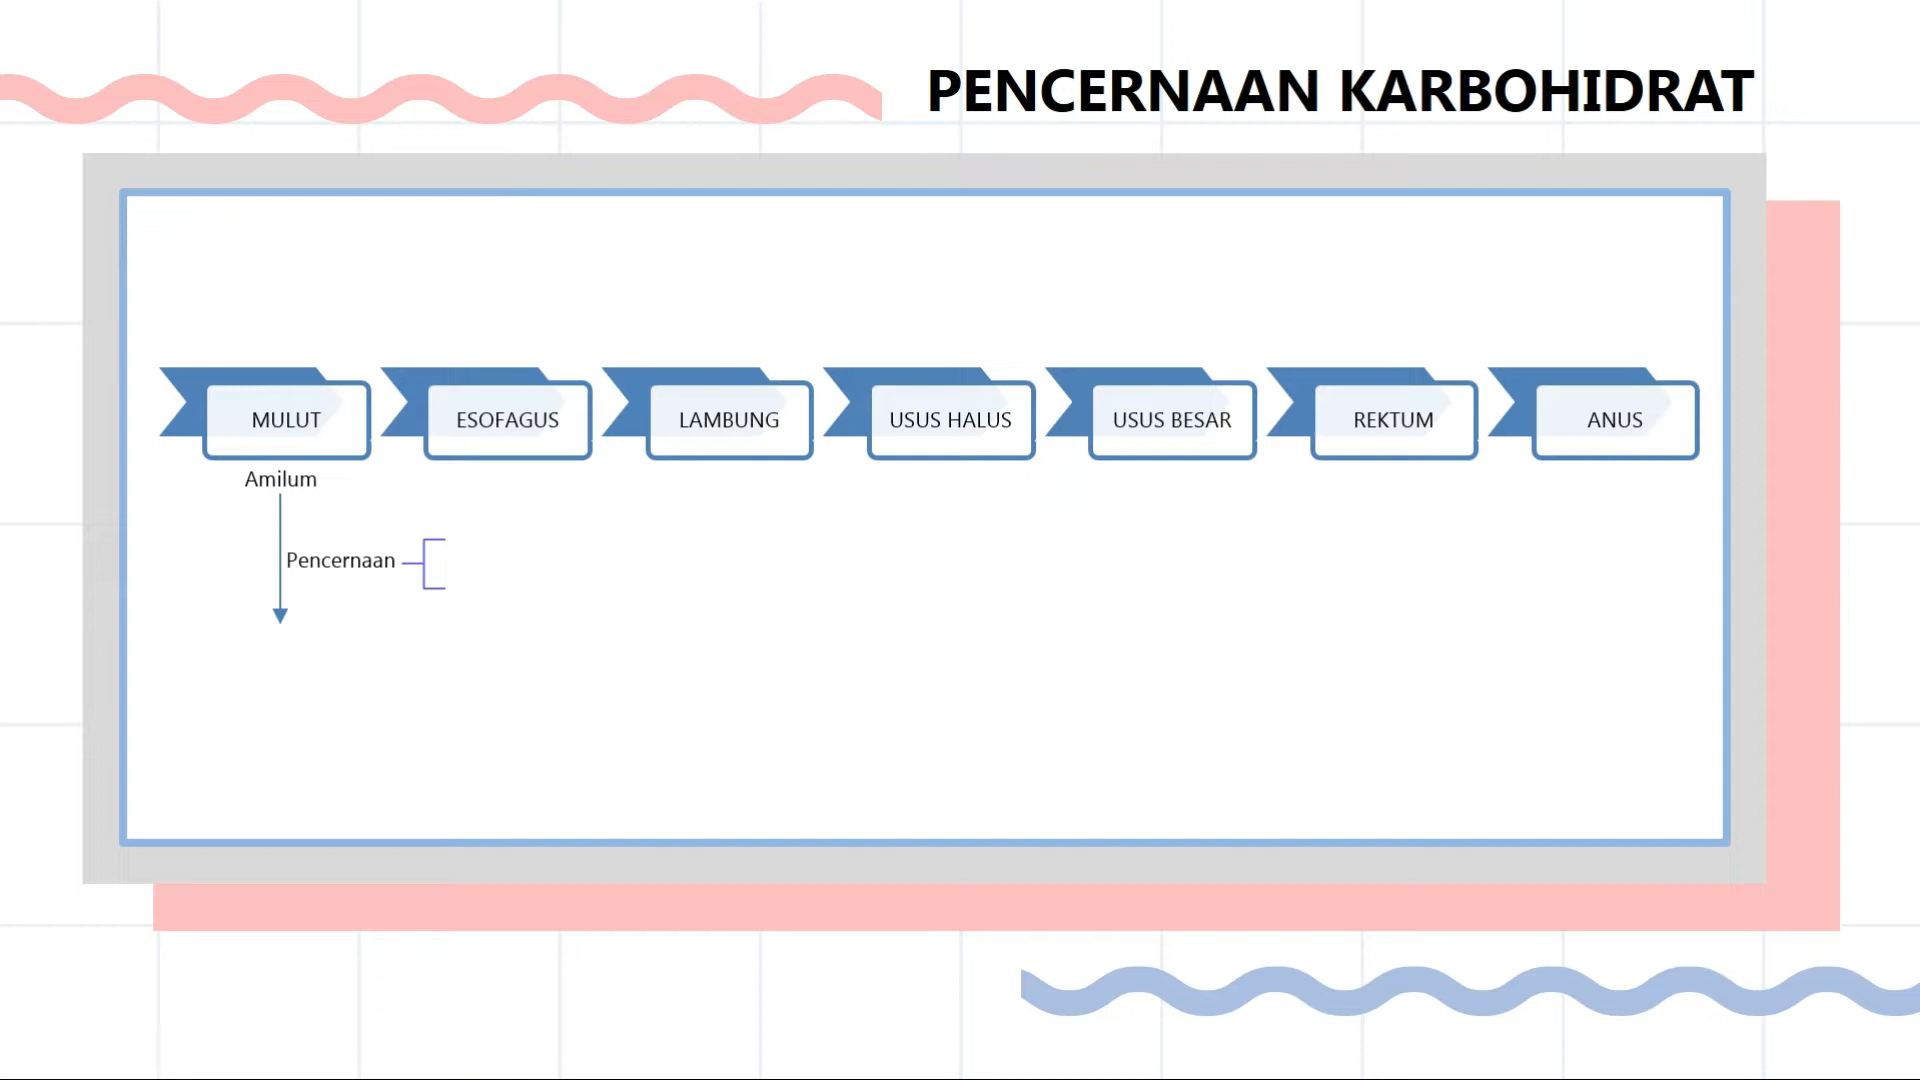 PENCERNAAN KARBOHIDRAT
MULUT
ESOFAGUS
LAMBUNG
USUS HALUS
USUS BESAR
REKTUM
ANUS
Amilum
Pencernaan